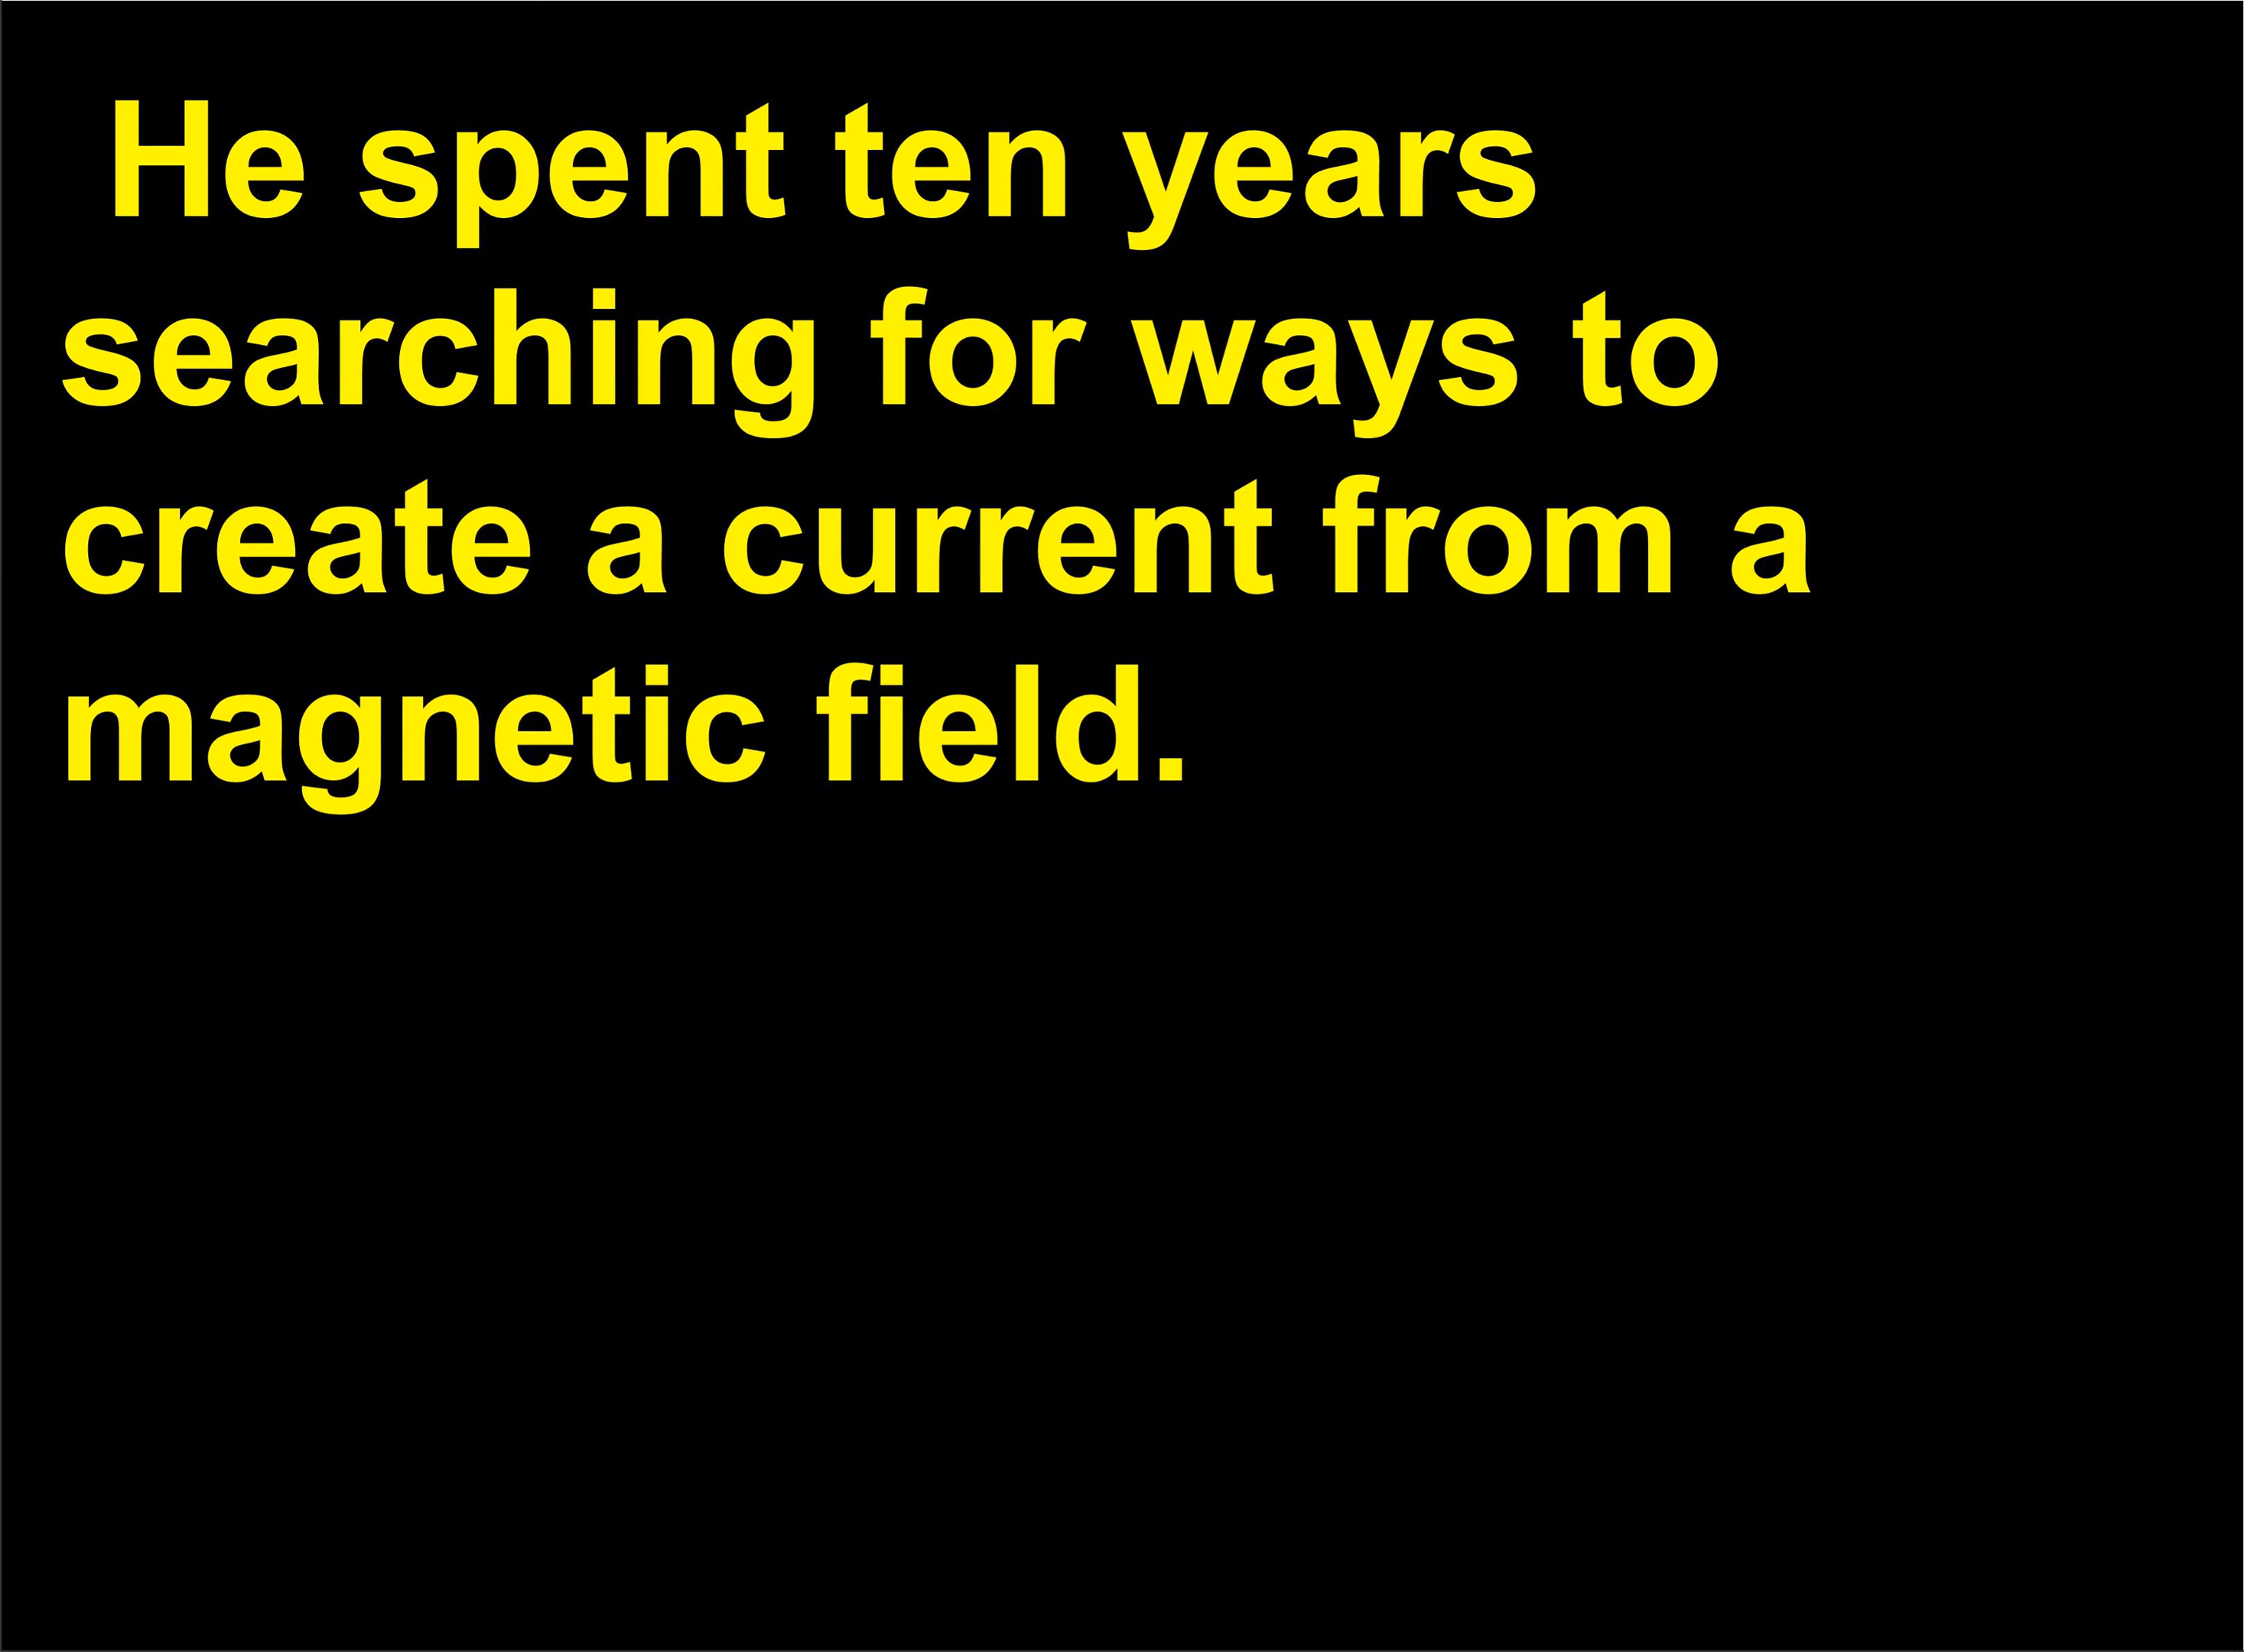 He spent ten years
searching for ways to
create a current from a
magnetic field.